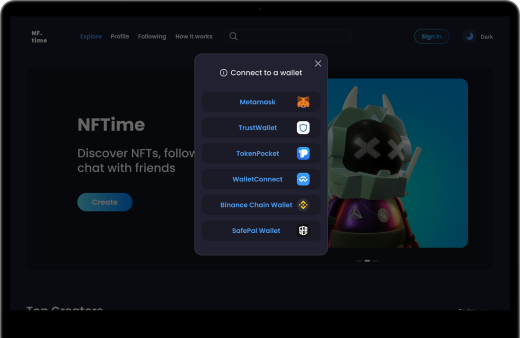 NF.
time
Explore
Profile
Following
How it works
Sign In
Dark
Connect to a wallet
Metamask
TrustWallet
TokenPocket
WalletConnect
Binance Chain Wallet
SafePal Wallet
NFTime
Discover NFTs, follow
chat with friends
Create
Top Creators